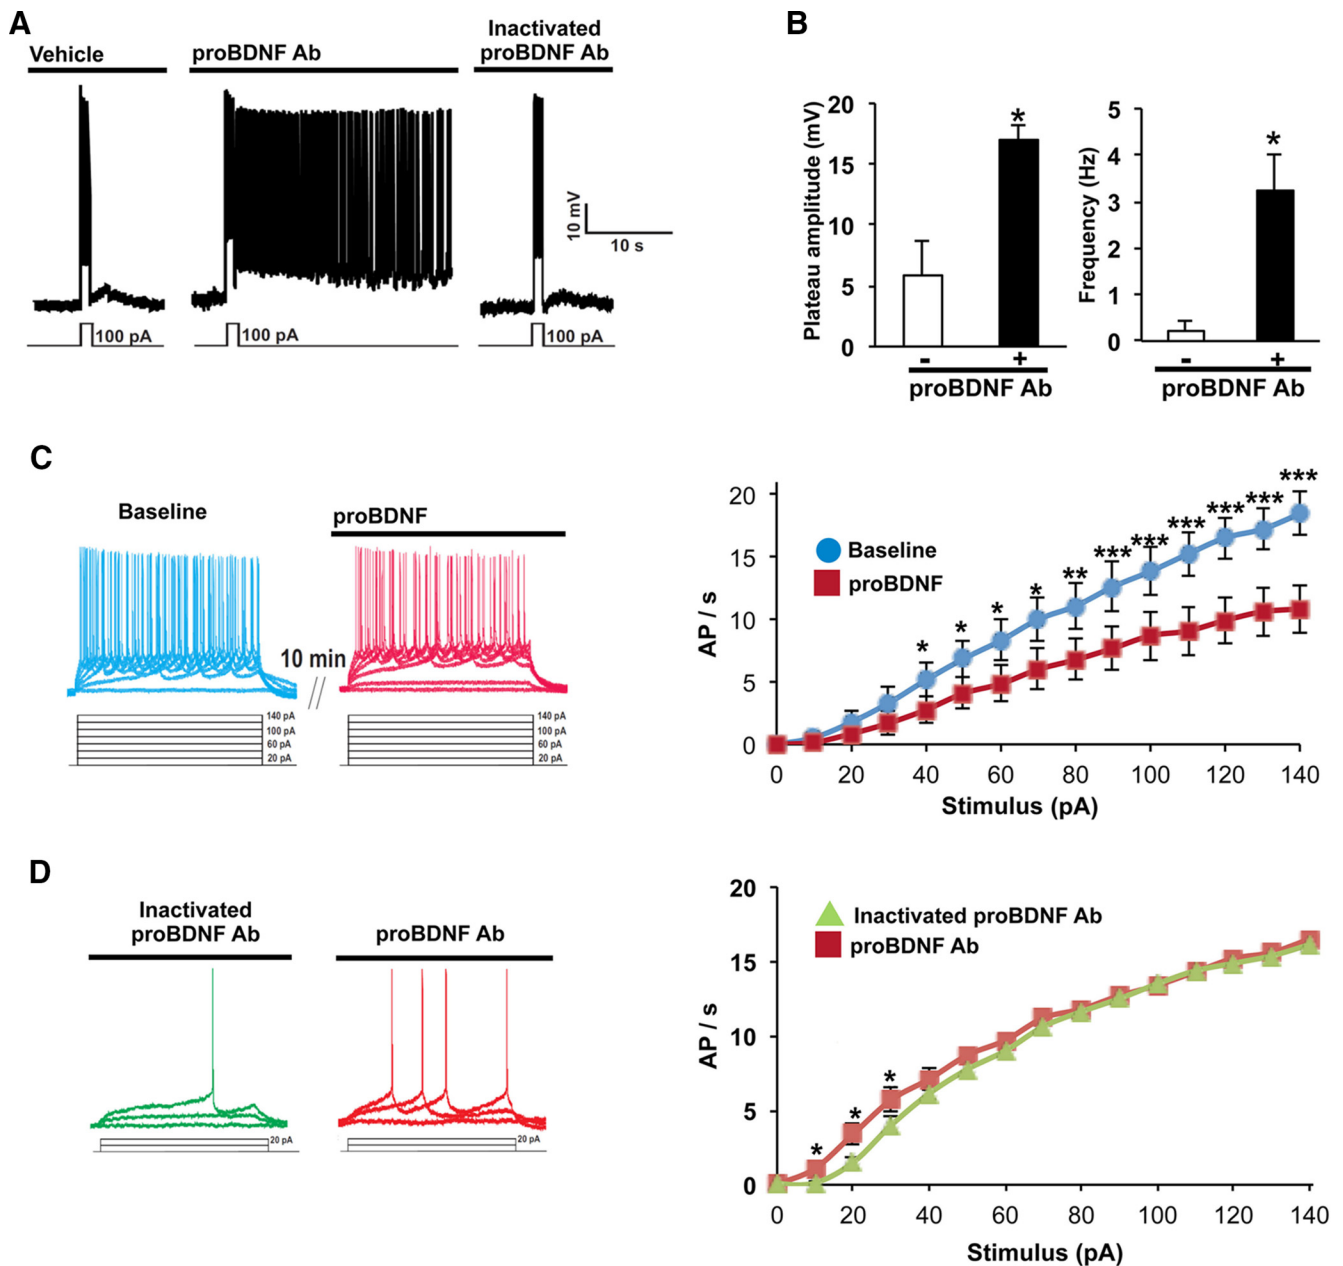 A
Vehicle
proBDNF Ab
Inactivated
proBDNF Ab
10 mV
10 s
100 pA
100 pA
100 pA
B
Plateau amplitude (mV)
20
15
10
5
0
-
+
proBDNF Ab
Frequency (Hz)
5
4
3
2
1
0
-
+
proBDNF Ab
*
*
C
Baseline
proBDNF
10 min
140 pA
100 pA
60 pA
20 pA
140 pA
100 pA
60 pA
20 pA
AP / s
20
15
10
5
0
Baseline
proBDNF
* * * * ** *** *** *** *** *** ***
0 20 40 60 80 100 120 140
Stimulus (pA)
D
Inactivated
proBDNF Ab
proBDNF Ab
20 pA
20 pA
AP / s
20
15
10
5
0
Inactivated proBDNF Ab
proBDNF Ab
* * *
0 20 40 60 80 100 120 140
Stimulus (pA)